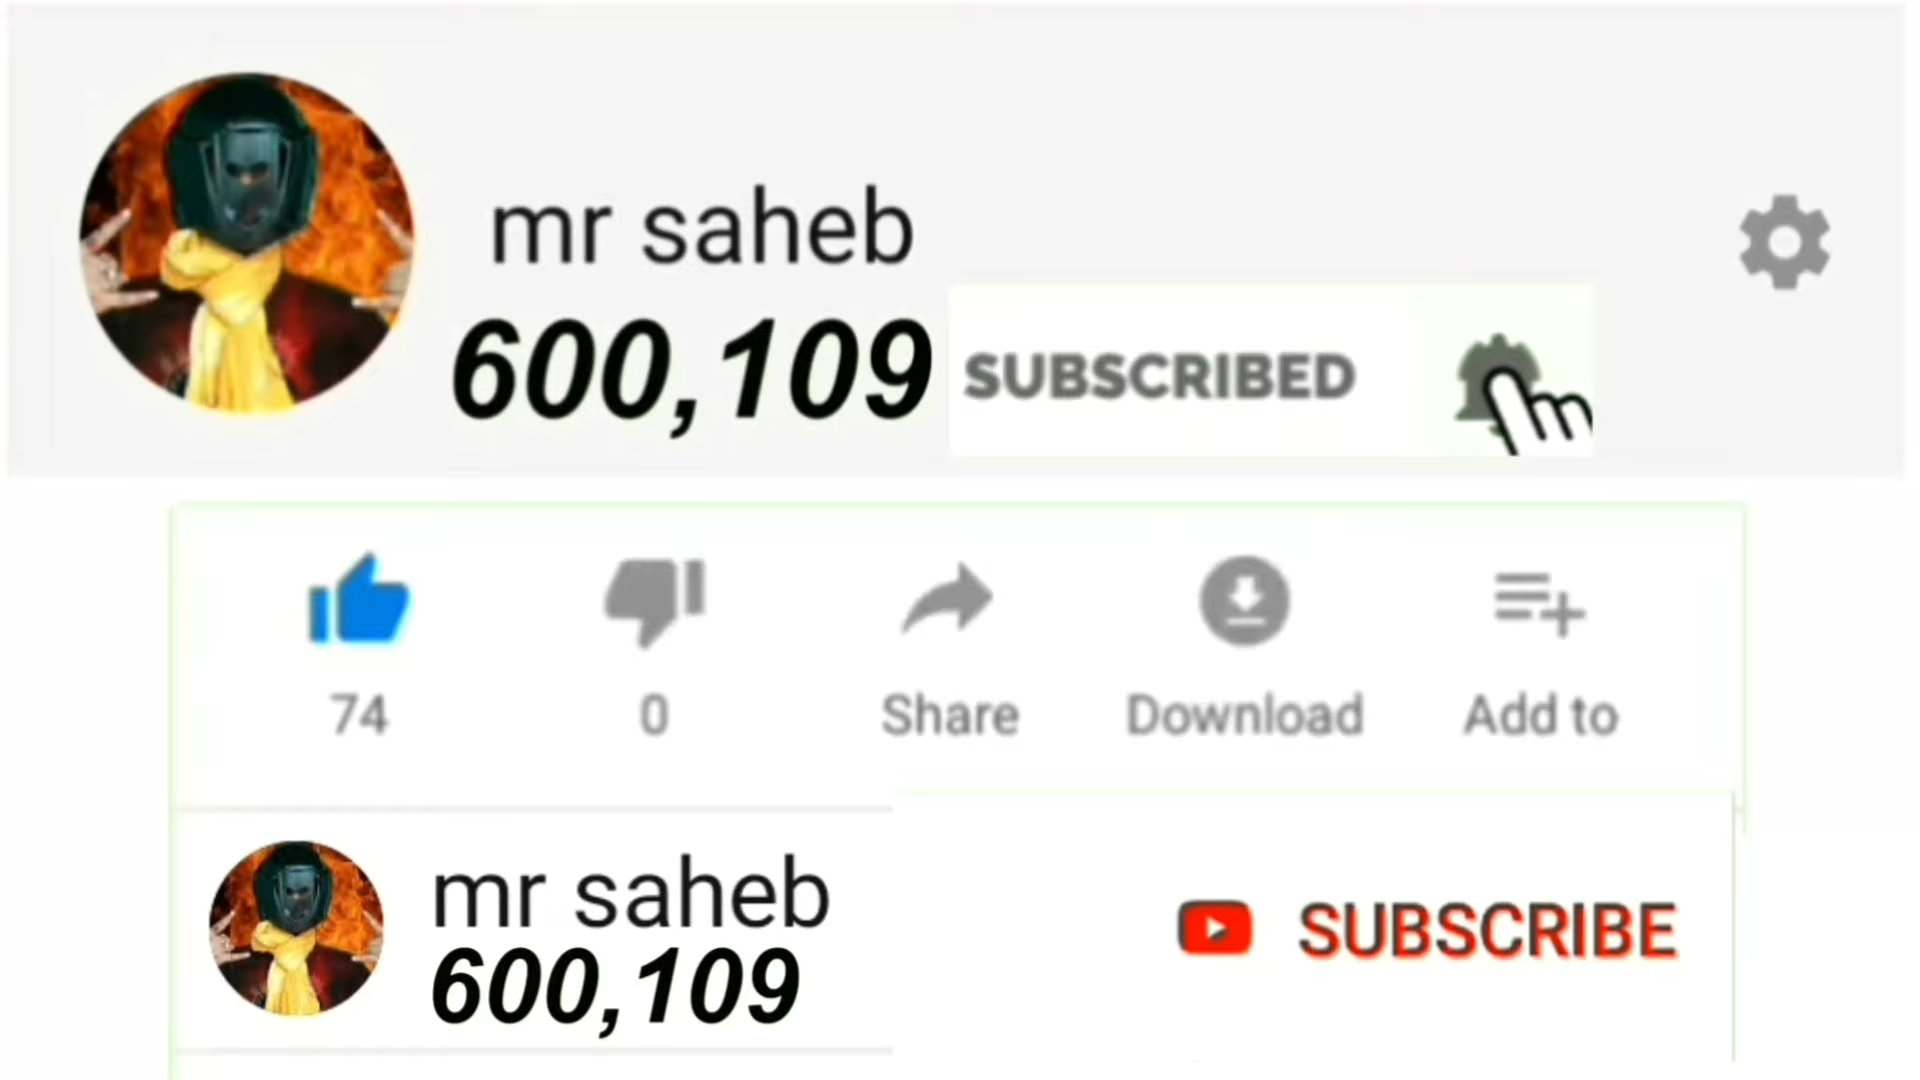 mr saheb
600,109 SUBSCRIBED
74 0 Share Download Add to
mr saheb
600,109
SUBSCRIBE